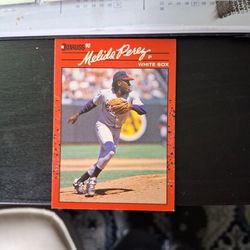 DONRUSS 90
Melido Perez
P
WHITE SOX